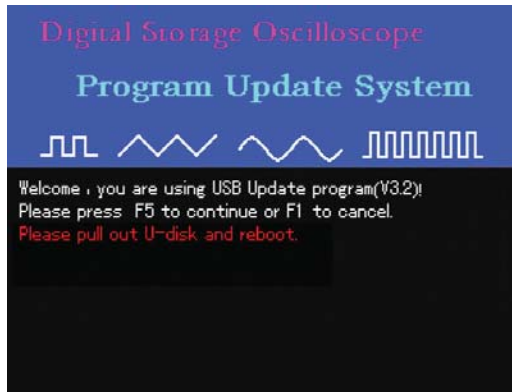 Digital Storage Oscilloscope
Program Update System
Welcome , you are using USB Update program(V3.2)!
Please press F5 to continue or F1 to cancel.
Please pull out U-disk and reboot.